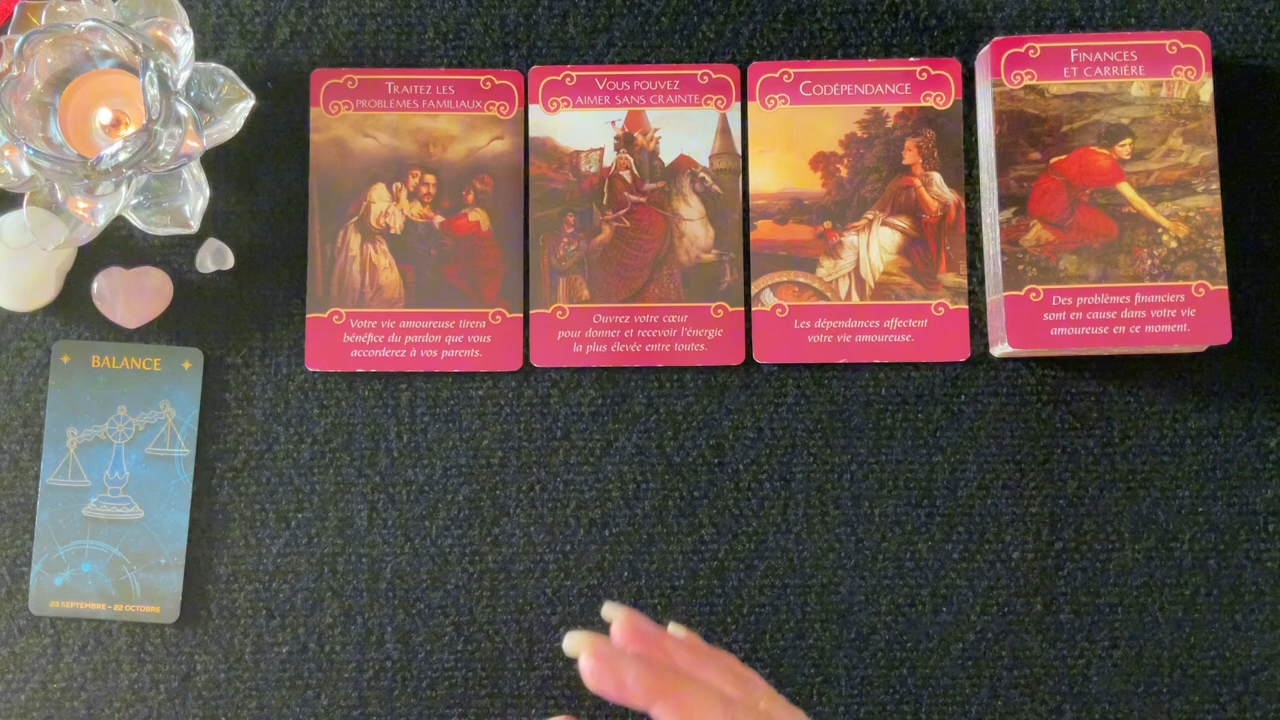 TRAITEZ LES
PROBLÈMES FAMILIAUX
Votre vie amoureuse tirera
bénéfice du pardon que vous
accorderez à vos parents.
VOUS POUVEZ
AIMER SANS CRAINTE
Ouvrez votre cœur
pour donner et recevoir l'énergie
la plus élevée entre toutes.
CODÉPENDANCE
Les dépendances affectent
votre vie amoureuse.
FINANCES
ET CARRIÈRE
Des problèmes financiers
sont en cause dans votre vie
amoureuse en ce moment.
BALANCE
23 SEPTEMBRE - 22 OCTOBRE